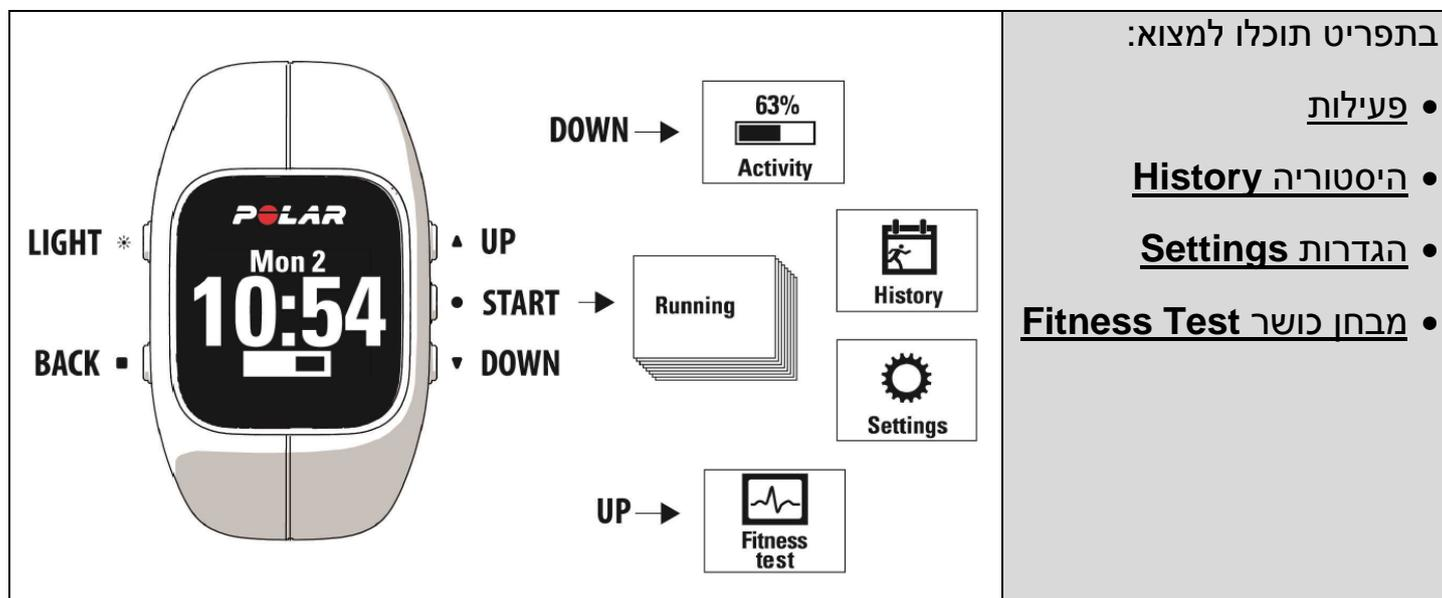 בתפריט תוכלו למצוא:
• פעילות
• היסטוריה History
• הגדרות Settings
• מבחן כושר Fitness Test
DOWN
63%
Activity
LIGHT
BACK
POLAR
Mon 2
10:54
UP
START
DOWN
Running
History
Settings
UP
Fitness
test